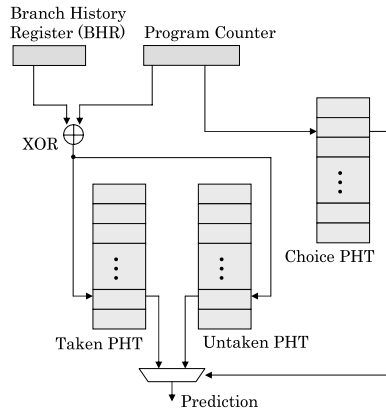 Branch History
Register (BHR)
Program Counter
XOR
Choice PHT
Taken PHT
Untaken PHT
Prediction